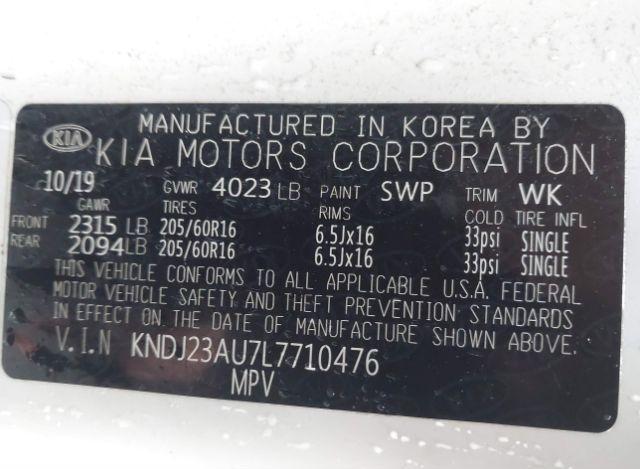 MANUFACTURED IN KOREA BY
KIA KIA MOTORS CORPORATION
10/19 GVWR 4023 LB PAINT SWP TRIM WK
GAWR TIRES RIMS COLD TIRE INFL
FRONT 2315 LB 205/60R16 6.5Jx16 33psi SINGLE
REAR 2094 LB 205/60R16 6.5Jx16 33psi SINGLE
THIS VEHICLE CONFORMS TO ALL APPLICABLE U.S.A. FEDERAL
MOTOR VEHICLE SAFETY AND THEFT PREVENTION STANDARDS
IN EFFECT ON THE DATE OF MANUFACTURE SHOWN ABOVE.
V.I.N KNDJ23AU7L7710476
MPV